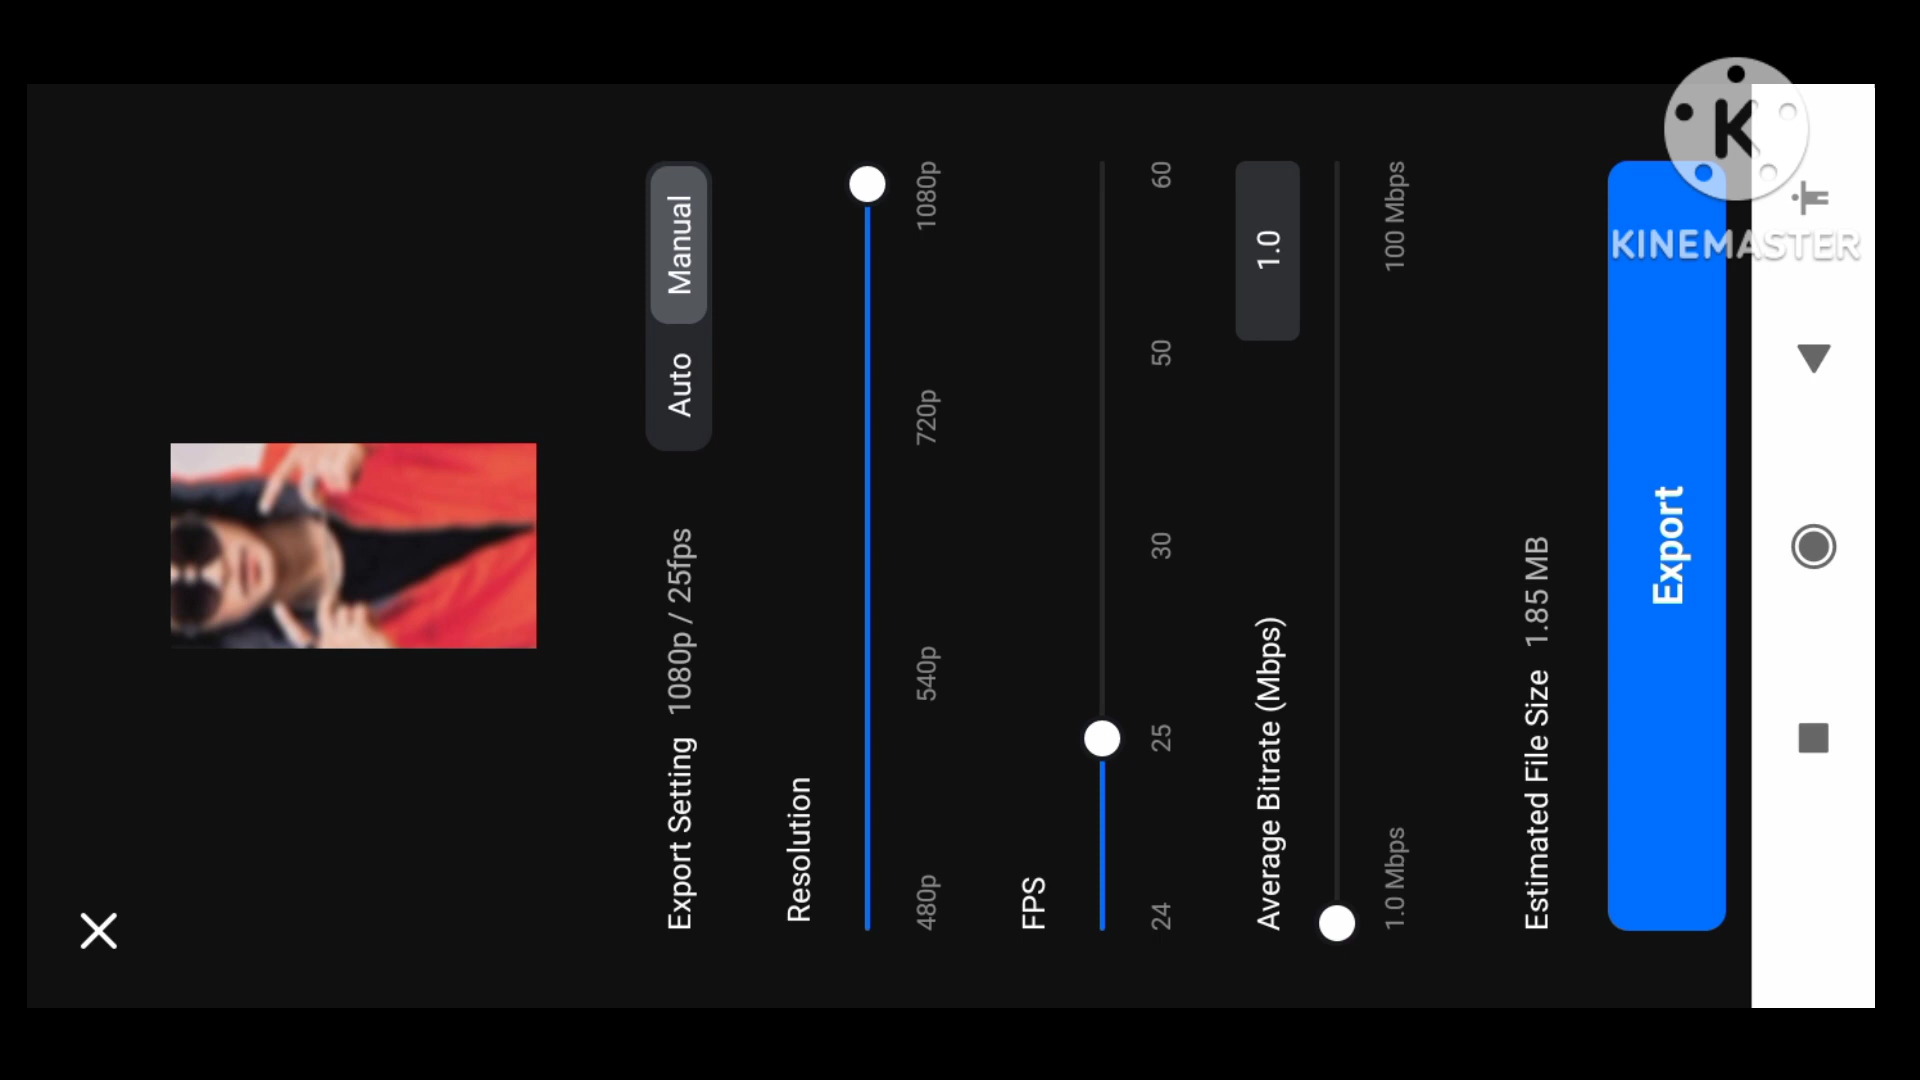 Export Setting 1080p / 25fps Auto Manual
Resolution
480p 540p 720p 1080p
FPS
24 25 30 50 60
Average Bitrate (Mbps) 1.0
1.0 Mbps 100 Mbps
Estimated File Size 1.85 MB
Export
K
KINEMASTER